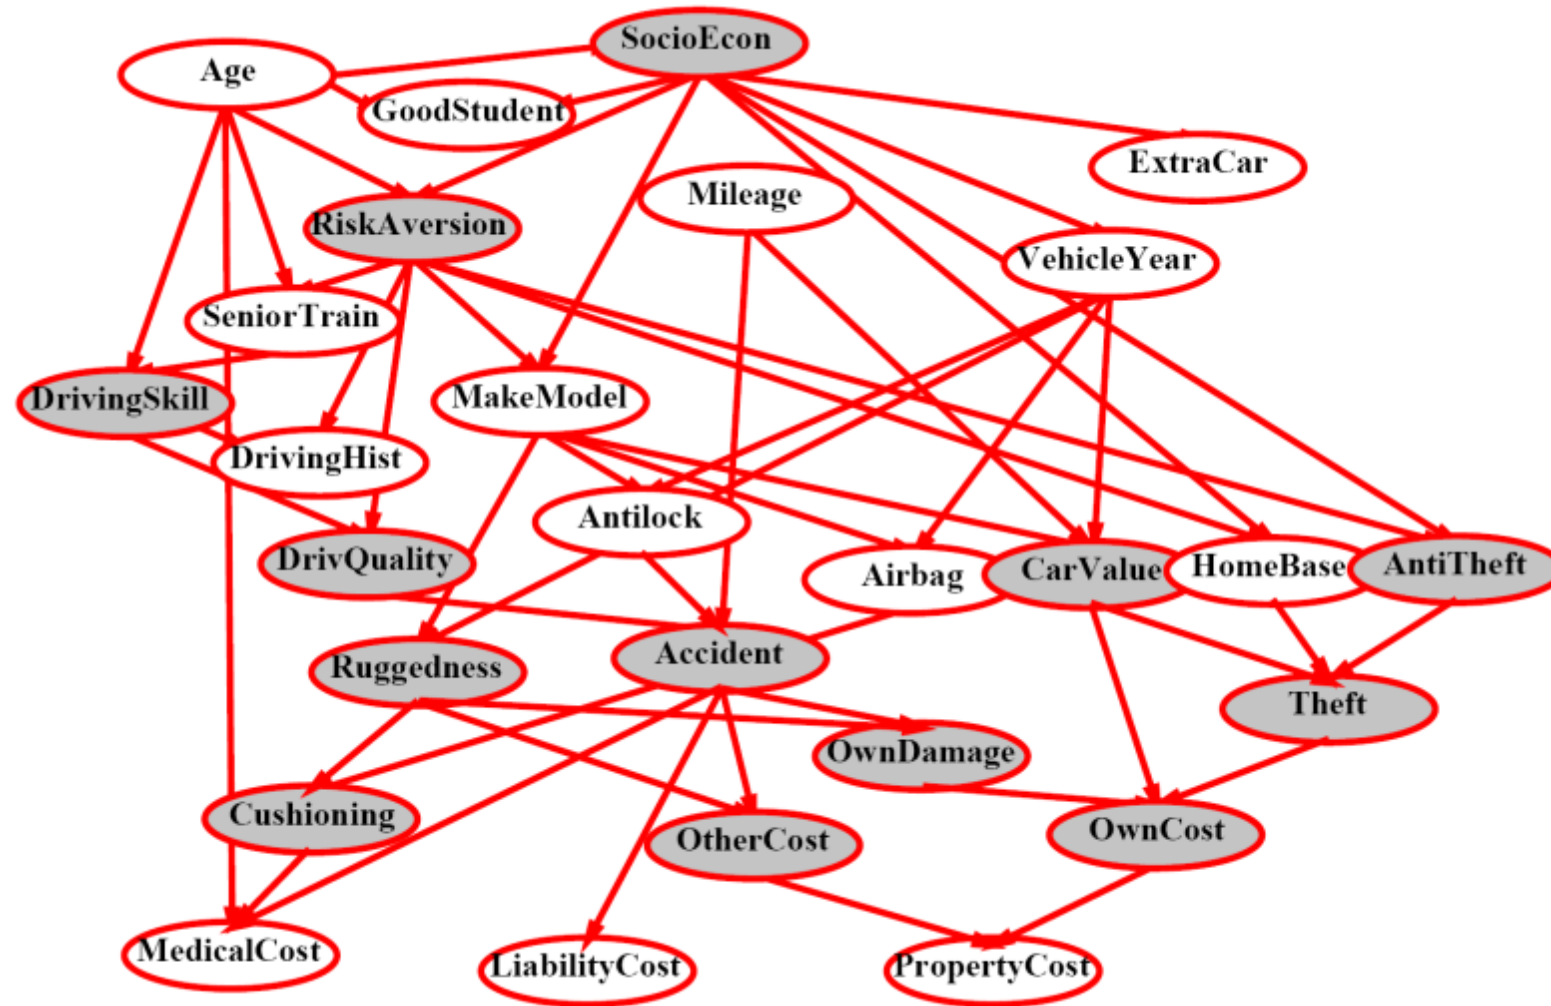 SocioEcon
Age
GoodStudent
ExtraCar
Mileage
RiskAversion
VehicleYear
SeniorTrain
DrivingSkill
MakeModel
DrivingHist
Antilock
DrivQuality
Airbag
CarValue
HomeBase
AntiTheft
Ruggedness
Accident
Theft
OwnDamage
Cushioning
OtherCost
OwnCost
MedicalCost
LiabilityCost
PropertyCost